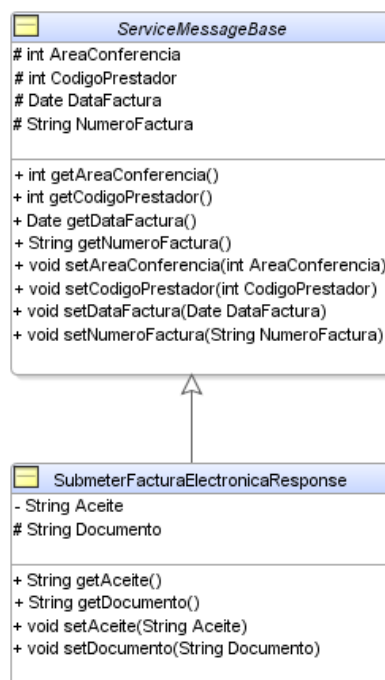 ServiceMessageBase
# int AreaConferencia
# int CodigoPrestador
# Date DataFactura
# String NumeroFactura
+ int getAreaConferencia()
+ int getCodigoPrestador()
+ Date getDataFactura()
+ String getNumeroFactura()
+ void setAreaConferencia(int AreaConferencia)
+ void setCodigoPrestador(int CodigoPrestador)
+ void setDataFactura(Date DataFactura)
+ void setNumeroFactura(String NumeroFactura)
SubmeterFacturaElectronicaResponse
- String Aceite
# String Documento
+ String getAceite()
+ String getDocumento()
+ void setAceite(String Aceite)
+ void setDocumento(String Documento)